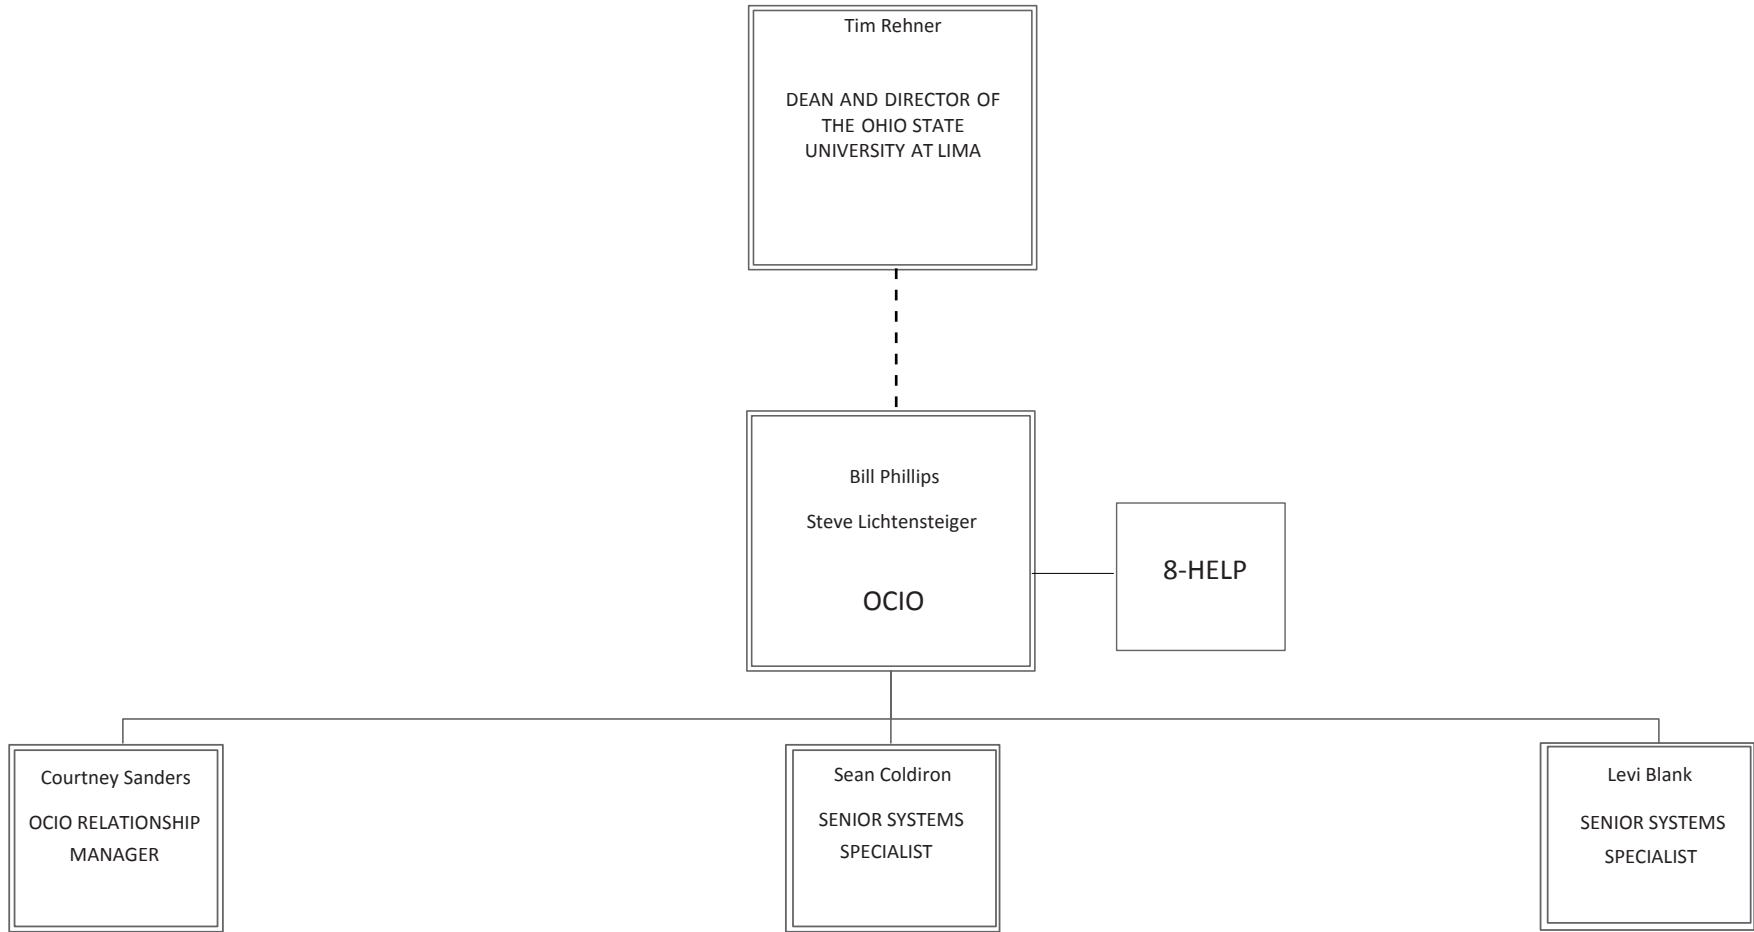 Tim Rehner
DEAN AND DIRECTOR OF
THE OHIO STATE
UNIVERSITY AT LIMA
Bill Phillips
Steve Lichtensteiger
OCIO
8-HELP
Courtney Sanders
OCIO RELATIONSHIP
MANAGER
Sean Coldiron
SENIOR SYSTEMS
SPECIALIST
Levi Blank
SENIOR SYSTEMS
SPECIALIST